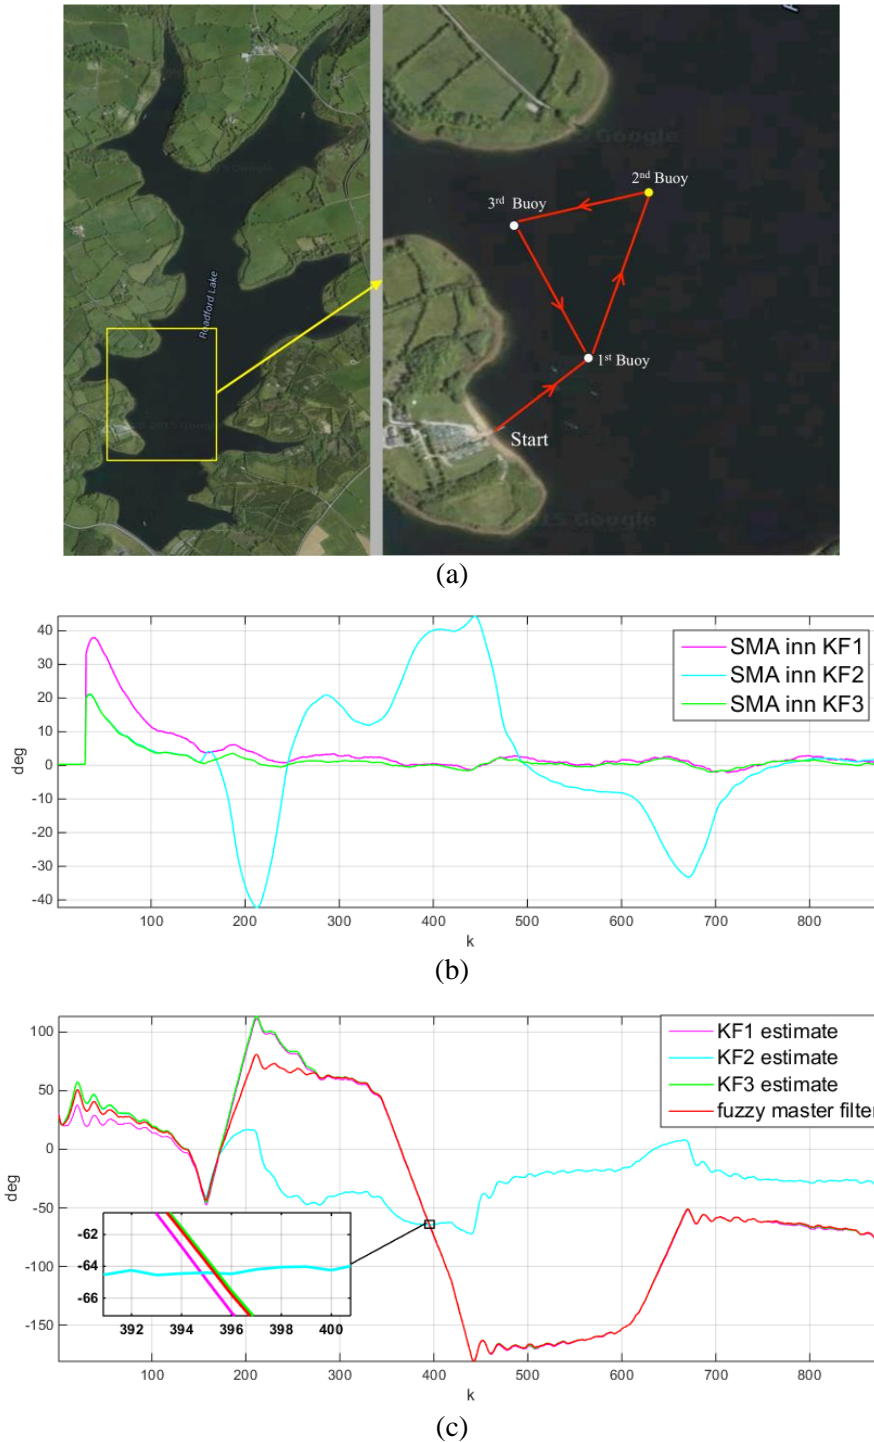 Google
2nd Buoy
3rd Buoy
Roadford Lake
1st Buoy
2015 Google
Start
2015 Google
(a)
40
30
20
10
0
-10
-20
-30
-40
deg
SMA inn KF1
SMA inn KF2
SMA inn KF3
100 200 300 400 500 600 700 800
k
(b)
100
50
0
-50
-100
-150
deg
KF1 estimate
KF2 estimate
KF3 estimate
fuzzy master filter
-62
-64
-66
392 394 396 398 400
100 200 300 400 500 600 700 800
k
(c)